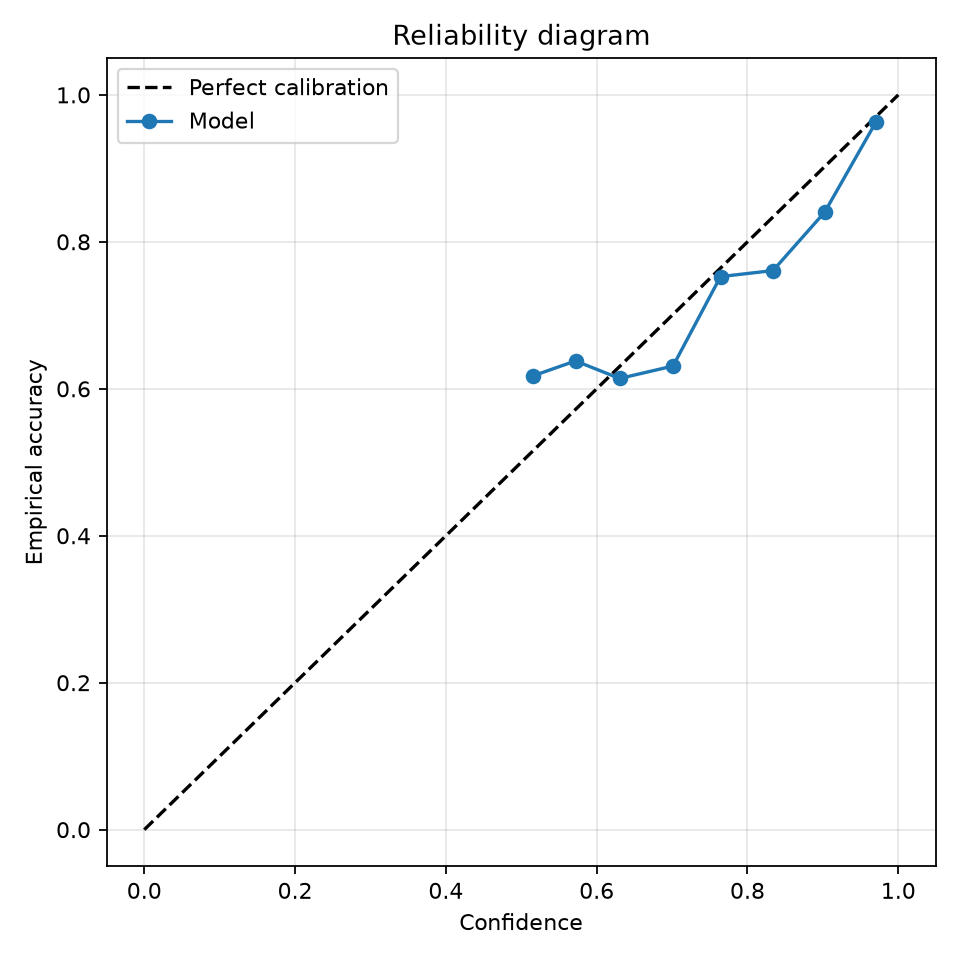 Reliability diagram
Perfect calibration
Model
1.0
0.8
0.6
0.4
0.2
0.0
Empirical accuracy
0.0 0.2 0.4 0.6 0.8 1.0
Confidence